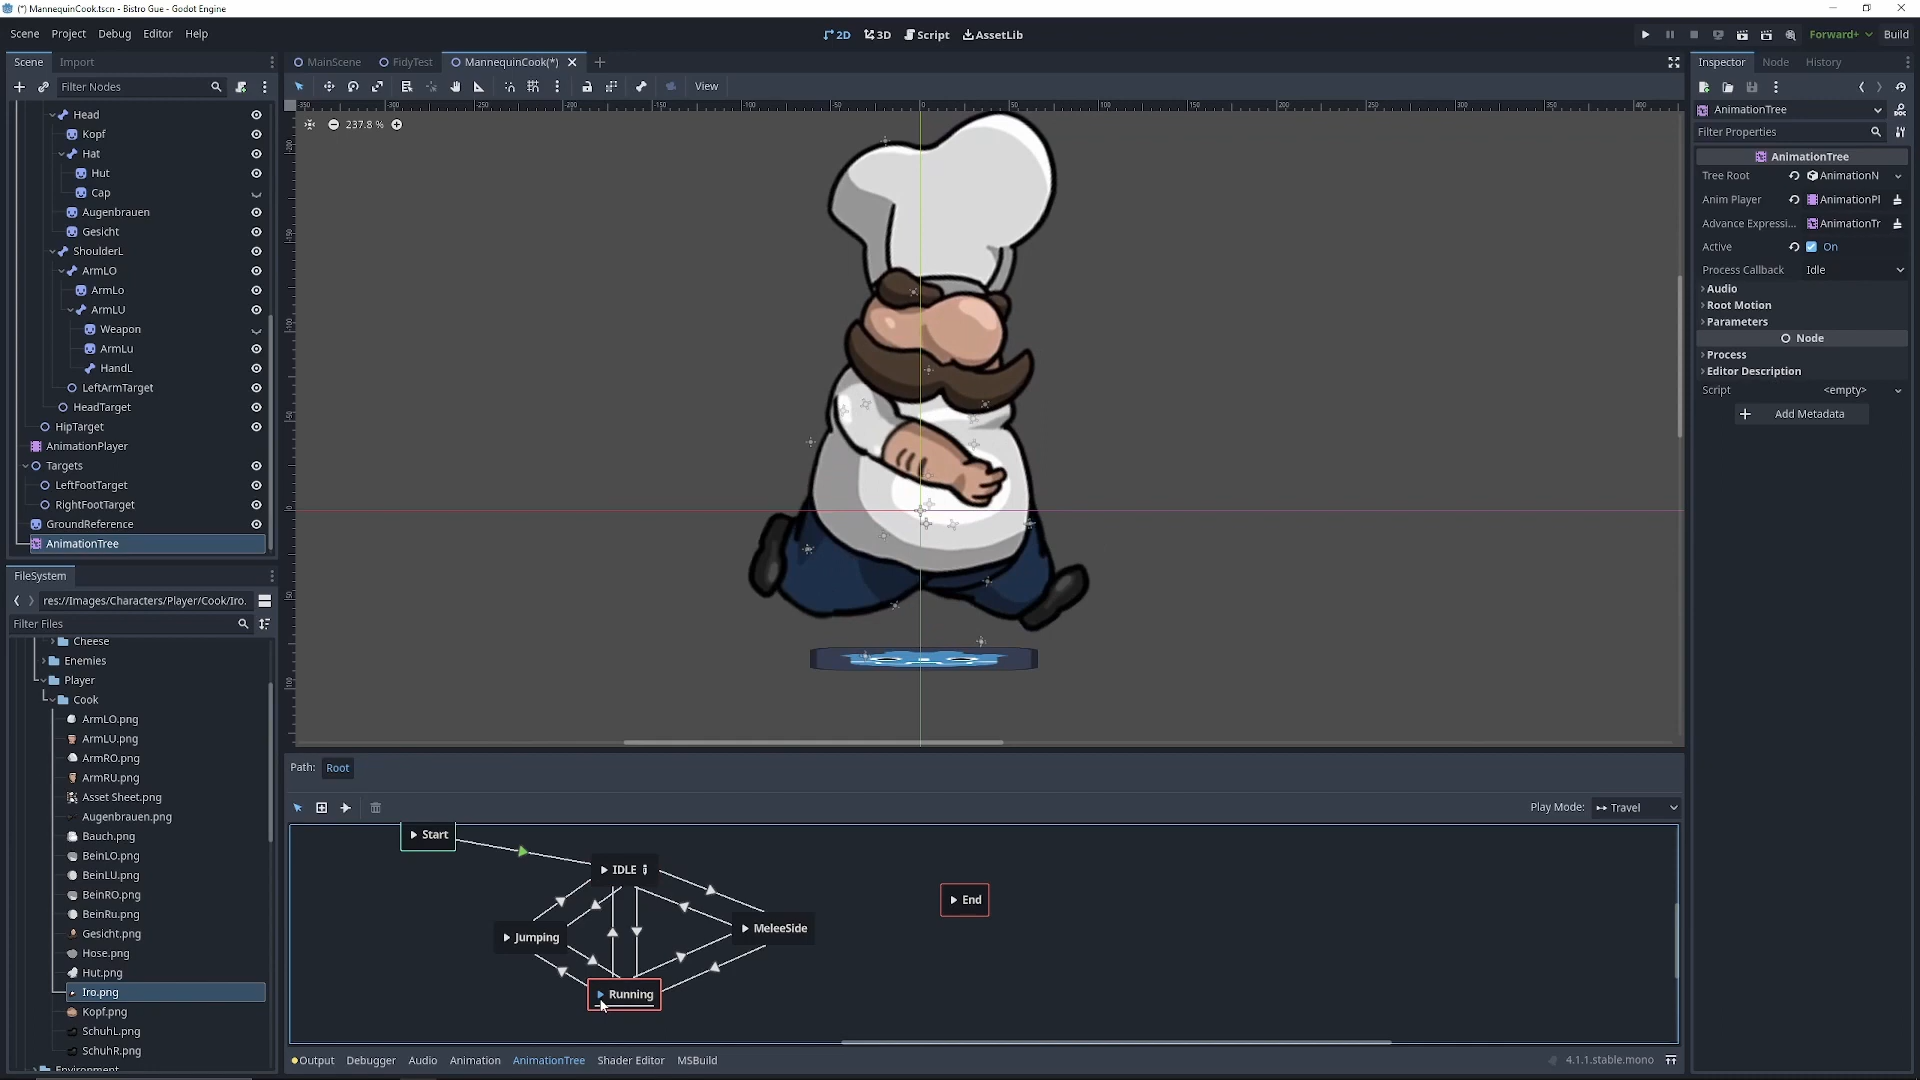 (*) MannequinCook.tscn - Bistro Gue - Godot Engine
Scene Project Debug Editor Help
2D 3D Script AssetLib
Forward+ Build
Scene Import
MainScene FidyTest MannequinCook(*)
Inspector Node History
Filter Nodes
View
AnimationTree
Filter Properties
237.8 %
Head
Kopf
Hat
Hut
Cap
Augenbrauen
Gesicht
ShoulderL
ArmLO
ArmLo
ArmLU
Weapon
ArmLu
HandL
LeftArmTarget
HeadTarget
HipTarget
AnimationPlayer
Targets
LeftFootTarget
RightFootTarget
GroundReference
AnimationTree
AnimationTree
Tree Root AnimationN
Anim Player AnimationPl
Advance Expressi... AnimationTr
Active On
Process Callback Idle
Audio
Root Motion
Parameters
Node
Process
Editor Description
Script <empty>
Add Metadata
FileSystem
res://Images/Characters/Player/Cook/Iro.
Filter Files
Cheese
Enemies
Player
Cook
ArmLO.png
ArmLU.png
ArmRO.png
ArmRU.png
Asset Sheet.png
Augenbrauen.png
Bauch.png
BeinLO.png
BeinLU.png
BeinRO.png
BeinRu.png
Gesicht.png
Hose.png
Hut.png
Iro.png
Kopf.png
SchuhL.png
SchuhR.png
Environment
Path: Root
Play Mode: Travel
Start
IDLE
End
Jumping
MeleeSide
Running
Output Debugger Audio Animation AnimationTree Shader Editor MSBuild
4.1.1.stable.mono